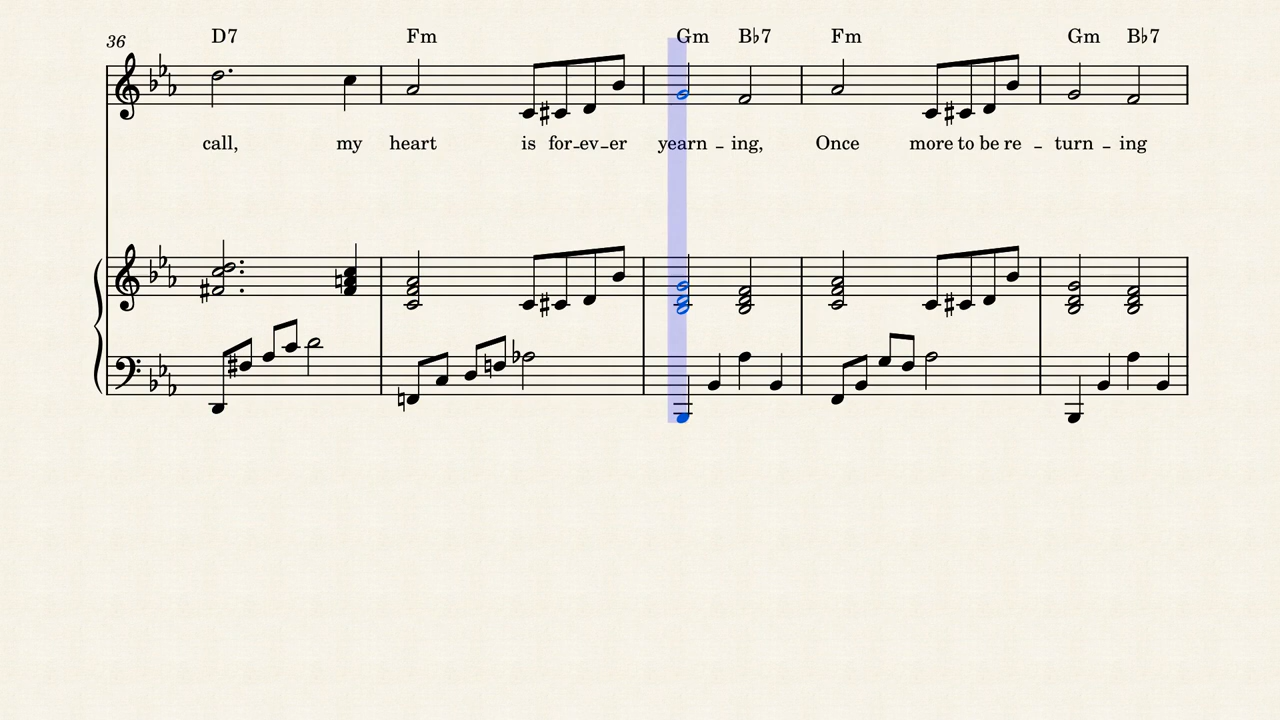 36 D7 Fm Gm B♭7 Fm Gm B♭7
call, my heart is for-ev-er yearn - ing, Once more to be re - turn - ing